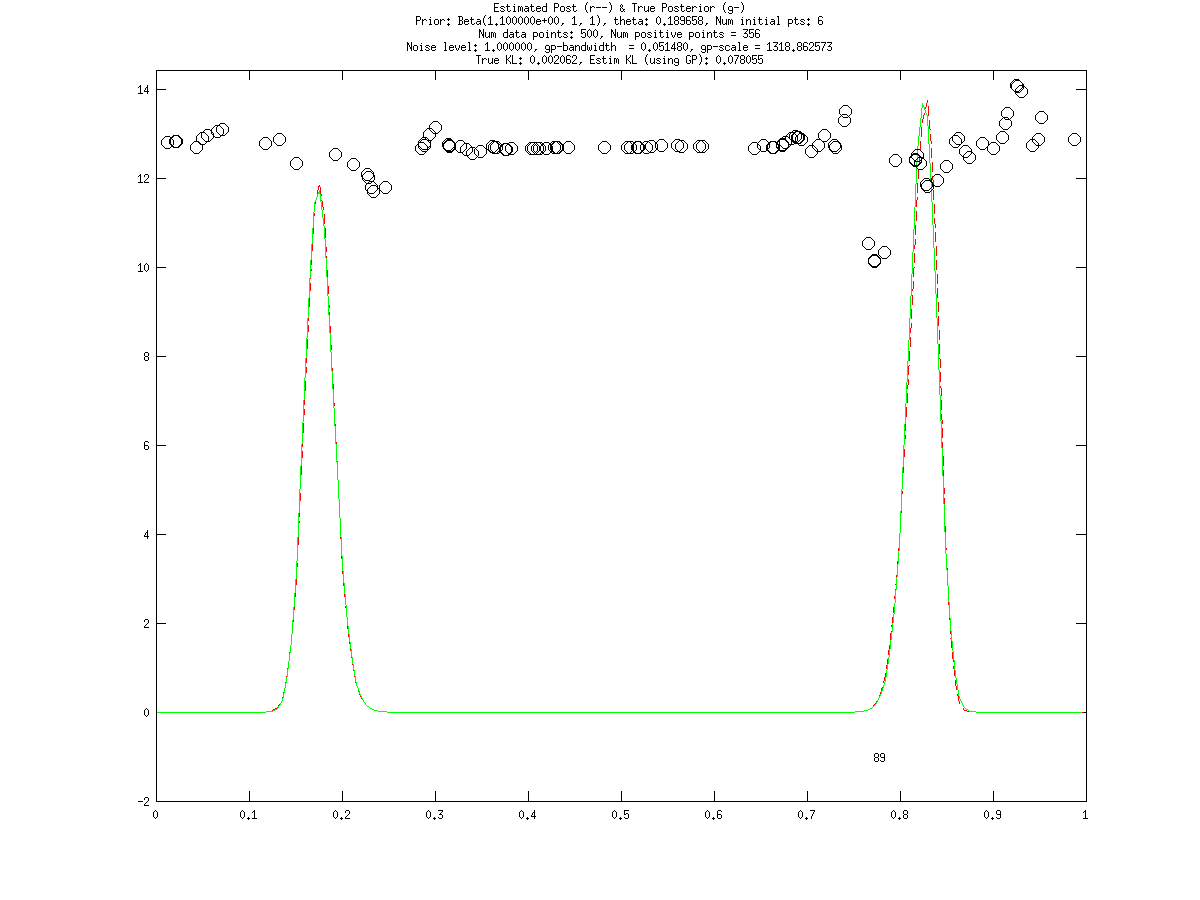 Estimated Post (r--) & True Posterior (g-)
Prior: Beta(1.100000e+00, 1, 1), theta: 0.189658, Num initial pts: 6
Num data points: 500, Num positive points = 356
Noise level: 1.000000, gp-bandwidth  = 0.051480, gp-scale = 1318.862573
True KL: 0.002062, Estim KL (using GP): 0.078055
14
12
10
8
6
4
2
0
89
-2
0 0.1 0.2 0.3 0.4 0.5 0.6 0.7 0.8 0.9 1